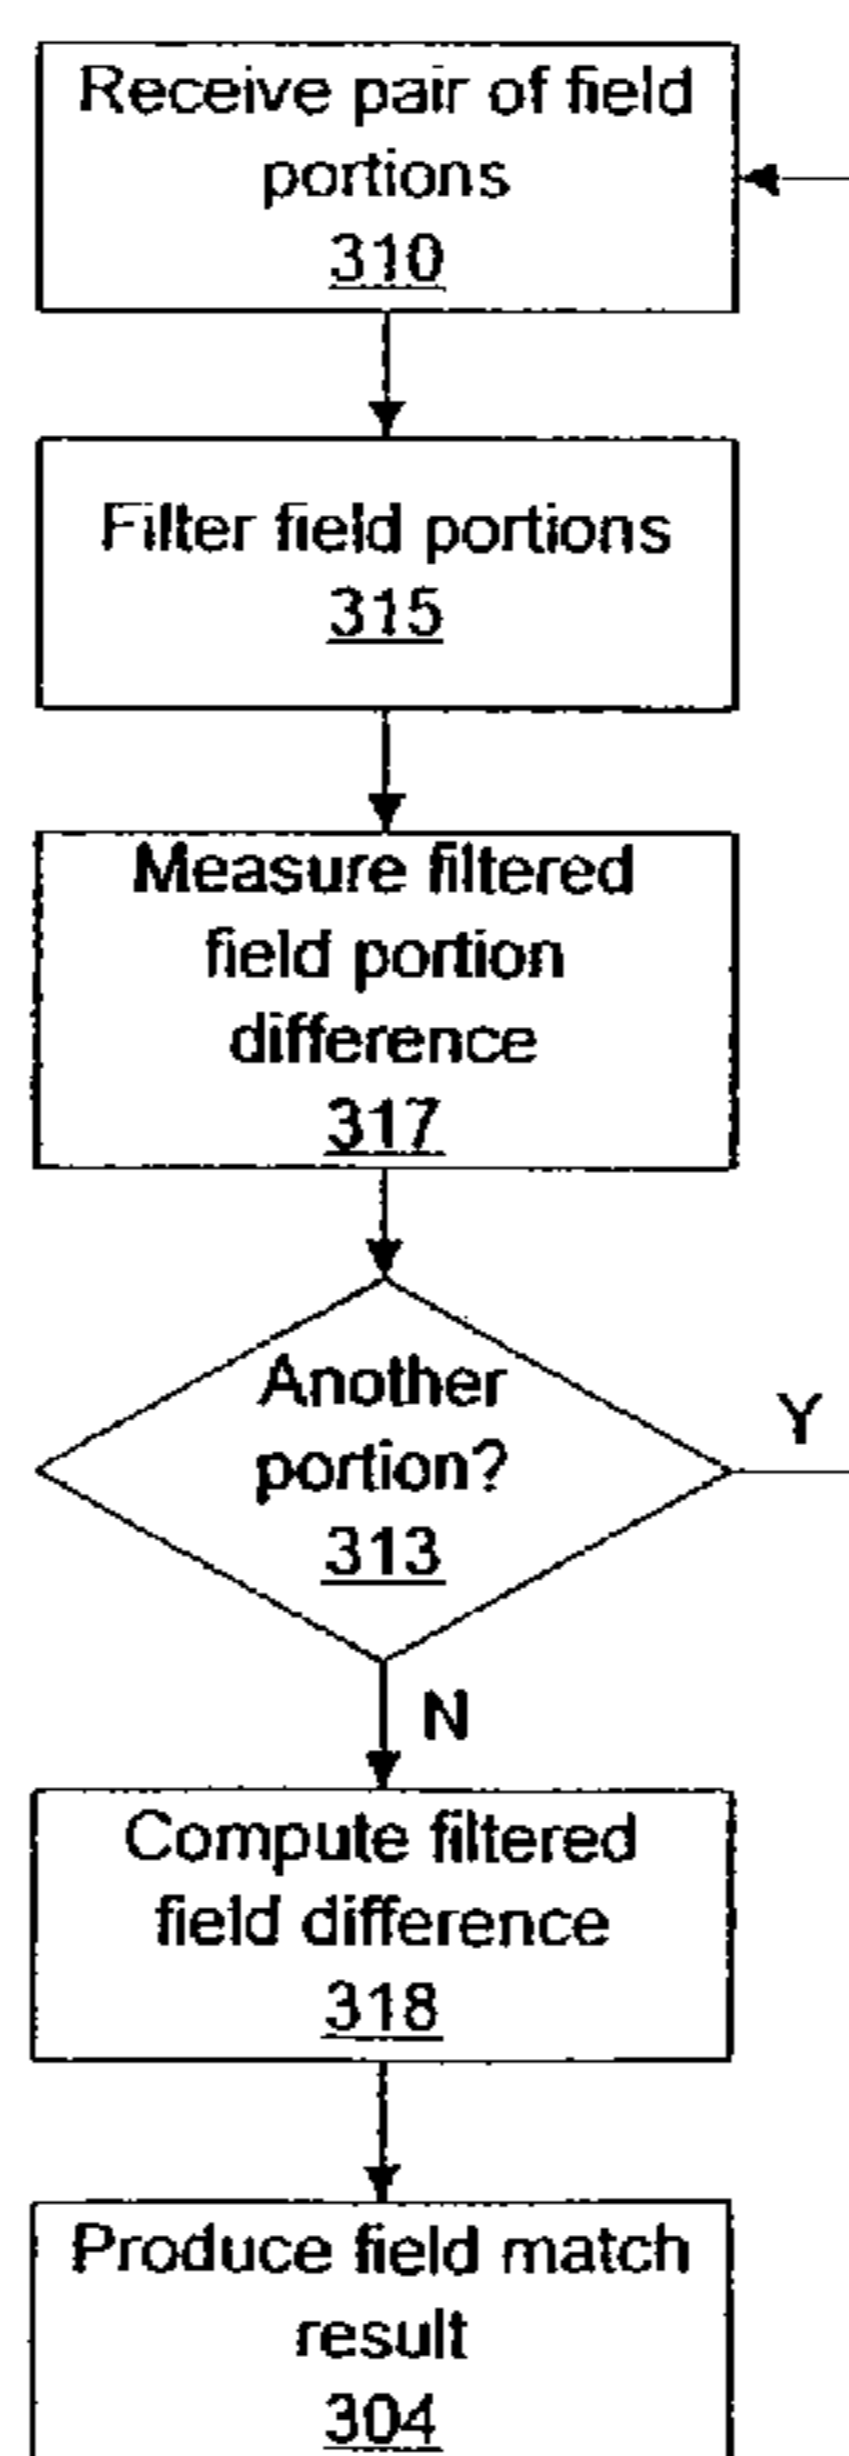 Receive pair of field
portions
310
Filter field portions
315
Measure filtered
field portion
difference
317
Another
portion?
313
Y
N
Compute filtered
field difference
318
Produce field match
result
304